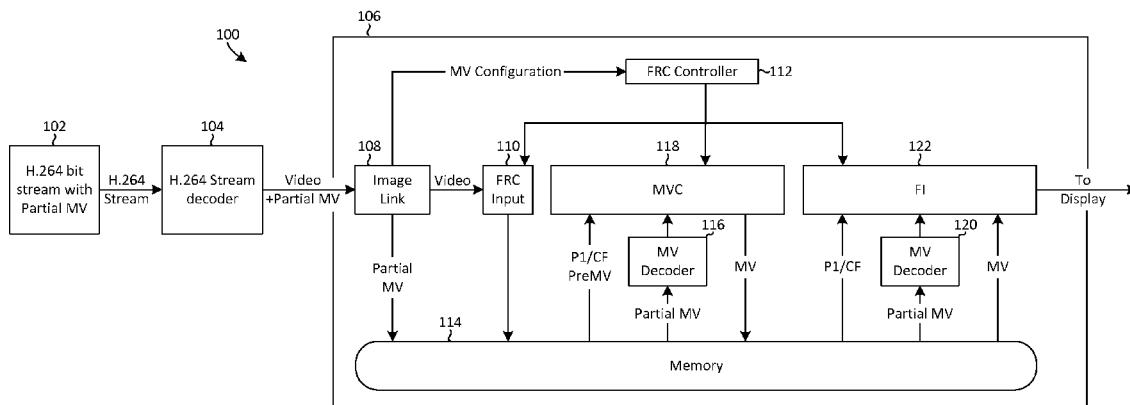 106
100
MV Configuration
FRC Controller
112
102
104
108
110
118
122
H.264 bit
stream with
Partial MV
H.264
Stream
H.264 Stream
decoder
Video
+Partial MV
Image
Link
Video
FRC
Input
MVC
FI
To
Display
116
120
Partial
MV
P1/CF
PreMV
MV
Decoder
MV
P1/CF
MV
Decoder
MV
Partial MV
Partial MV
114
Memory